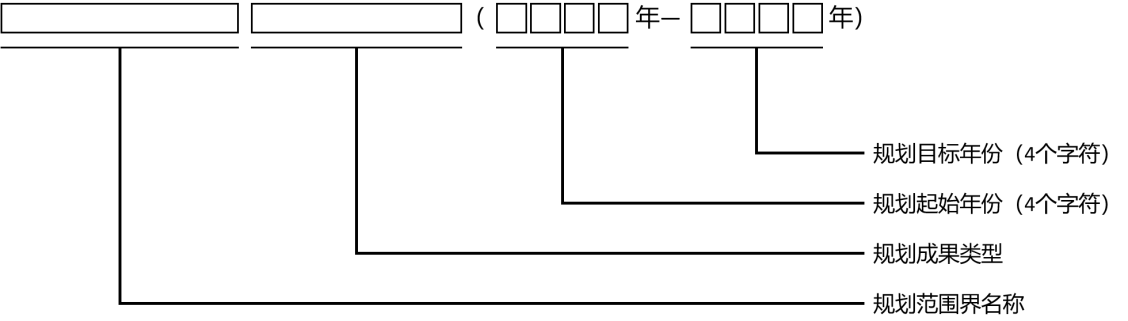 (□□□□年—□□□□年)
规划目标年份（4个字符）
规划起始年份（4个字符）
规划成果类型
规划范围界名称